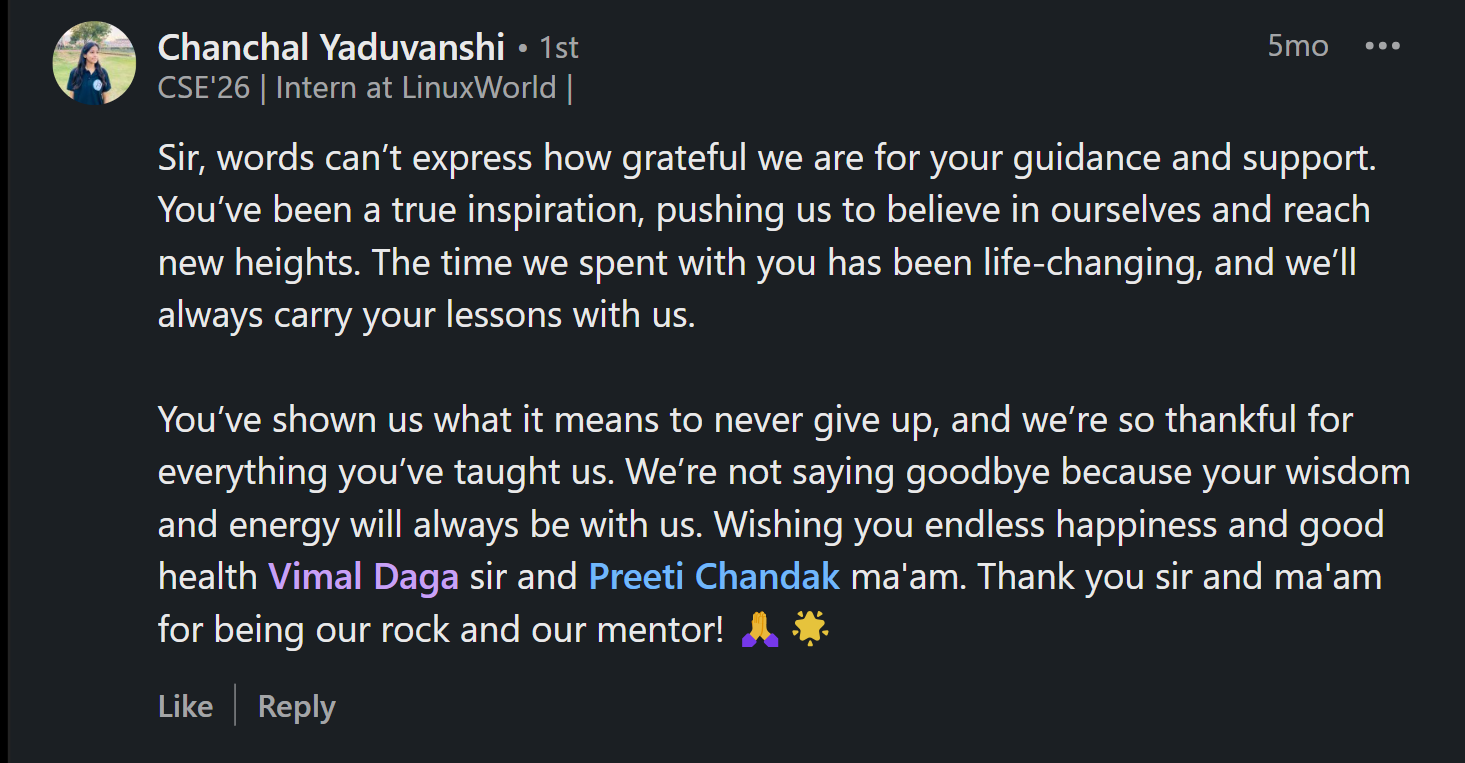 Chanchal Yaduvanshi • 1st
5mo •••
CSE'26 | Intern at LinuxWorld |
Sir, words can’t express how grateful we are for your guidance and support.
You’ve been a true inspiration, pushing us to believe in ourselves and reach
new heights. The time we spent with you has been life-changing, and we’ll
always carry your lessons with us.
You’ve shown us what it means to never give up, and we’re so thankful for
everything you’ve taught us. We’re not saying goodbye because your wisdom
and energy will always be with us. Wishing you endless happiness and good
health Vimal Daga sir and Preeti Chandak ma'am. Thank you sir and ma'am
for being our rock and our mentor! 🙏 🌟
Like | Reply